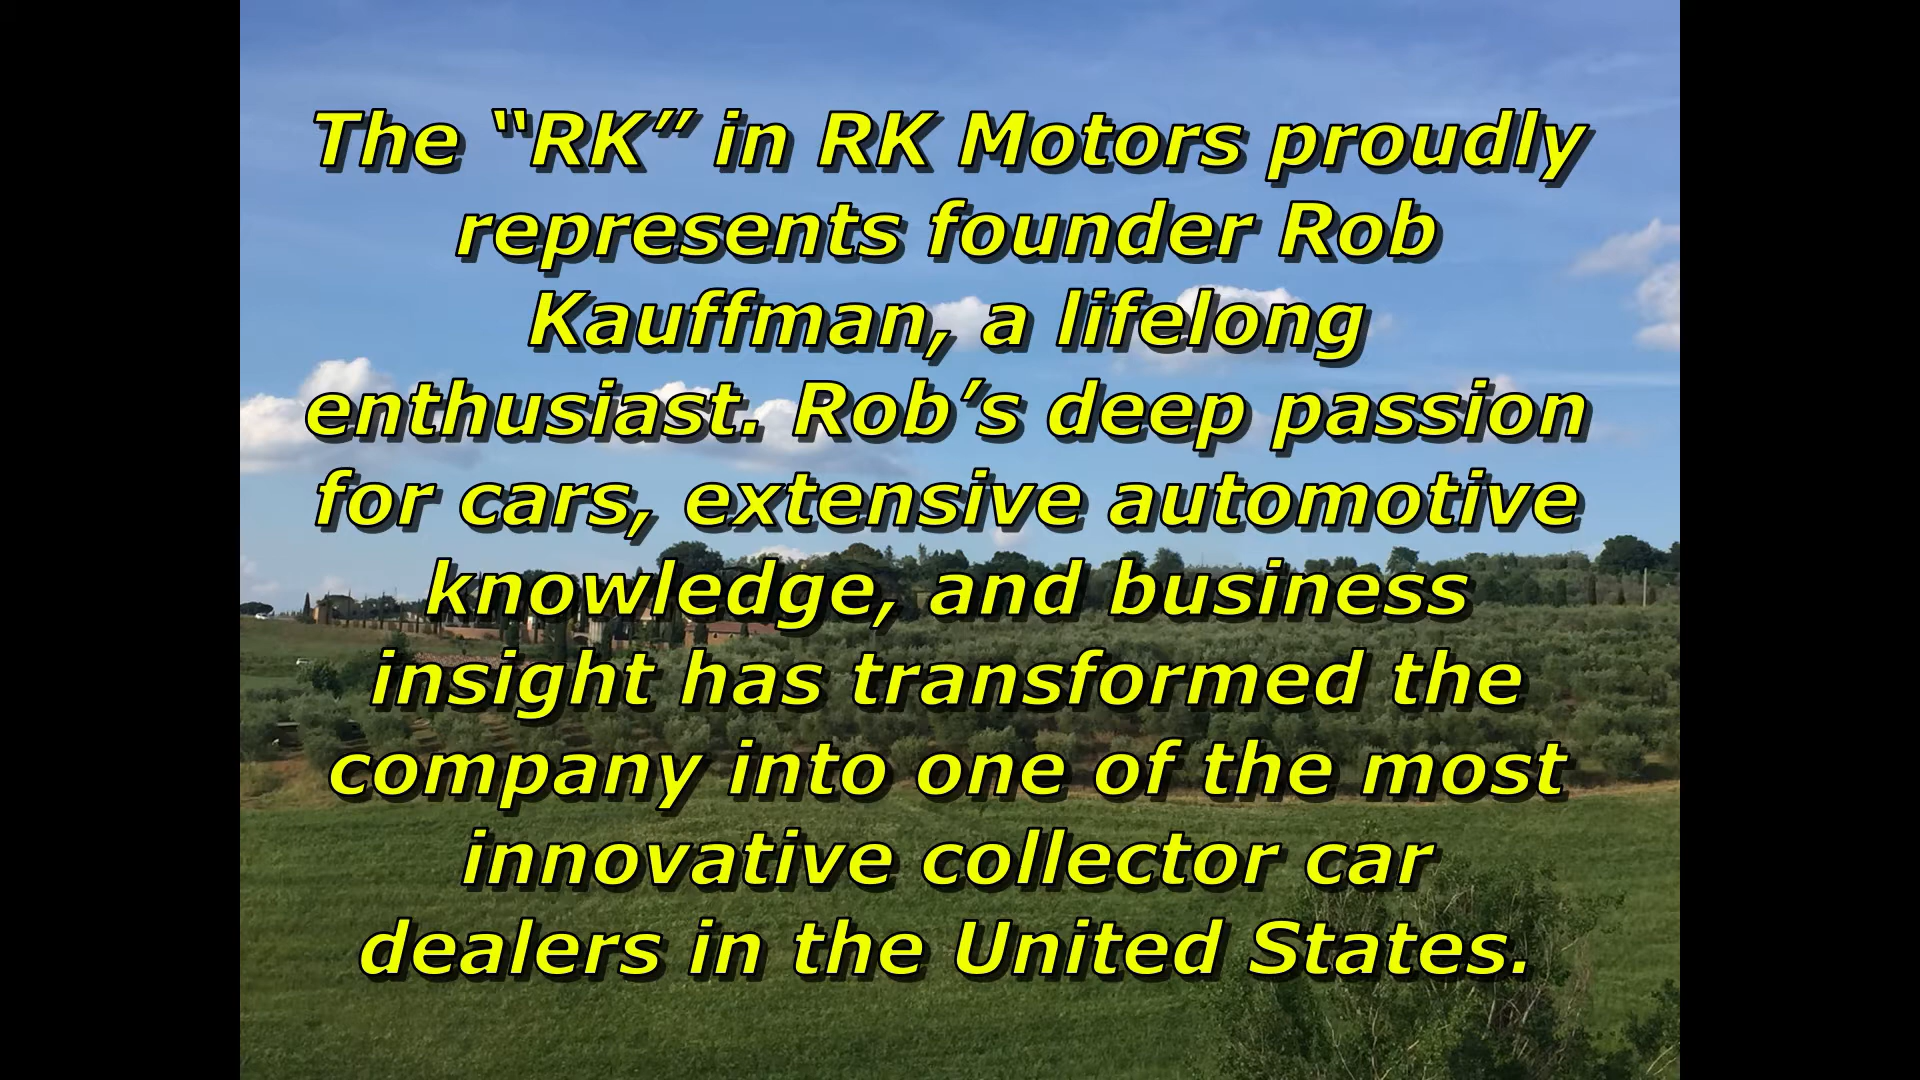 The “RK” in RK Motors proudly
represents founder Rob
Kauffman, a lifelong
enthusiast. Rob’s deep passion
for cars, extensive automotive
knowledge, and business
insight has transformed the
company into one of the most
innovative collector car
dealers in the United States.